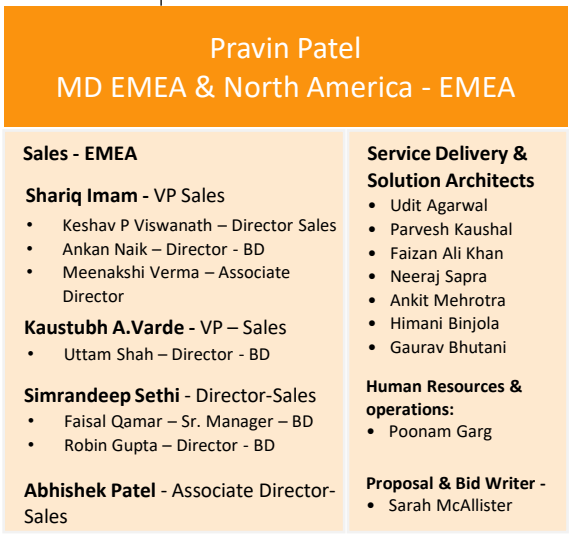 Pravin Patel
MD EMEA & North America - EMEA
Sales - EMEA
Shariq Imam - VP Sales
• Keshav P Viswanath – Director Sales
• Ankan Naik – Director - BD
• Meenakshi Verma – Associate
Director
Kaustubh A.Varde - VP – Sales
• Uttam Shah – Director - BD
Simrandeep Sethi - Director-Sales
• Faisal Qamar – Sr. Manager – BD
• Robin Gupta – Director - BD
Abhishek Patel - Associate Director-
Sales
Service Delivery &
Solution Architects
• Udit Agarwal
• Parvesh Kaushal
• Faizan Ali Khan
• Neeraj Sapra
• Ankit Mehrotra
• Himani Binjola
• Gaurav Bhutani
Human Resources &
operations:
• Poonam Garg
Proposal & Bid Writer -
• Sarah McAllister